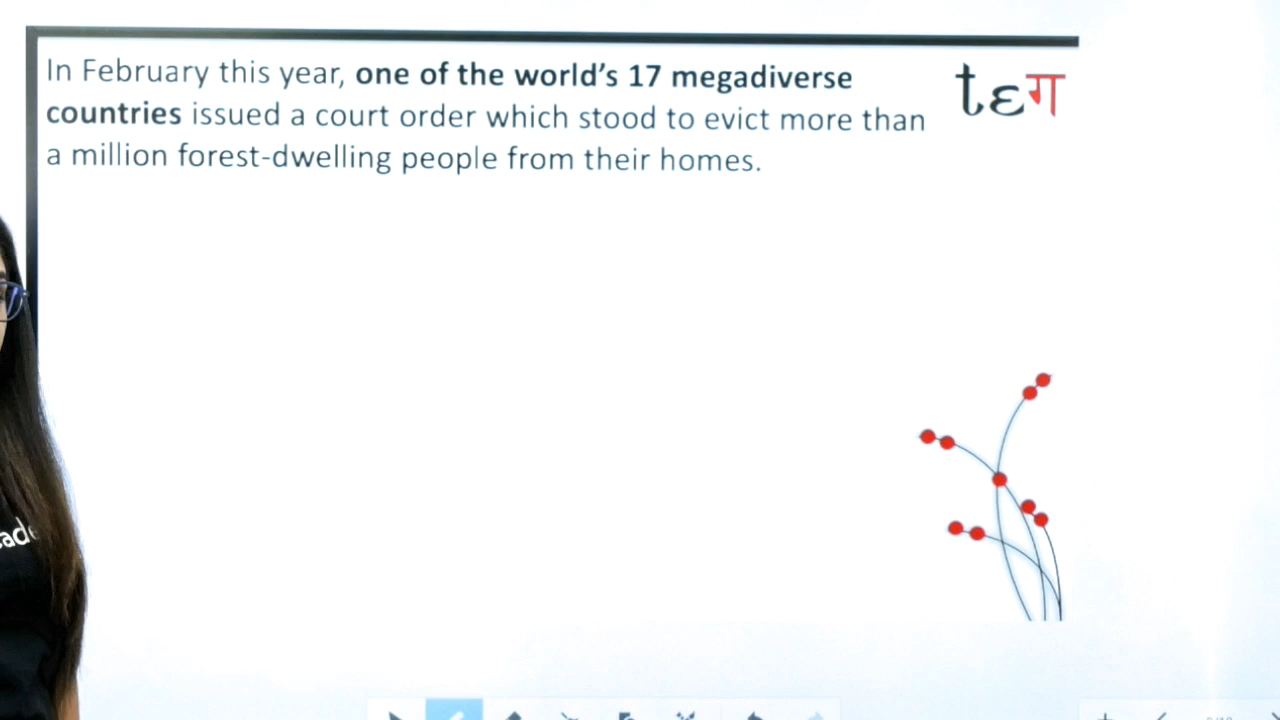 In February this year, one of the world's 17 megadiverse
countries issued a court order which stood to evict more than
a million forest-dwelling people from their homes.
tεग